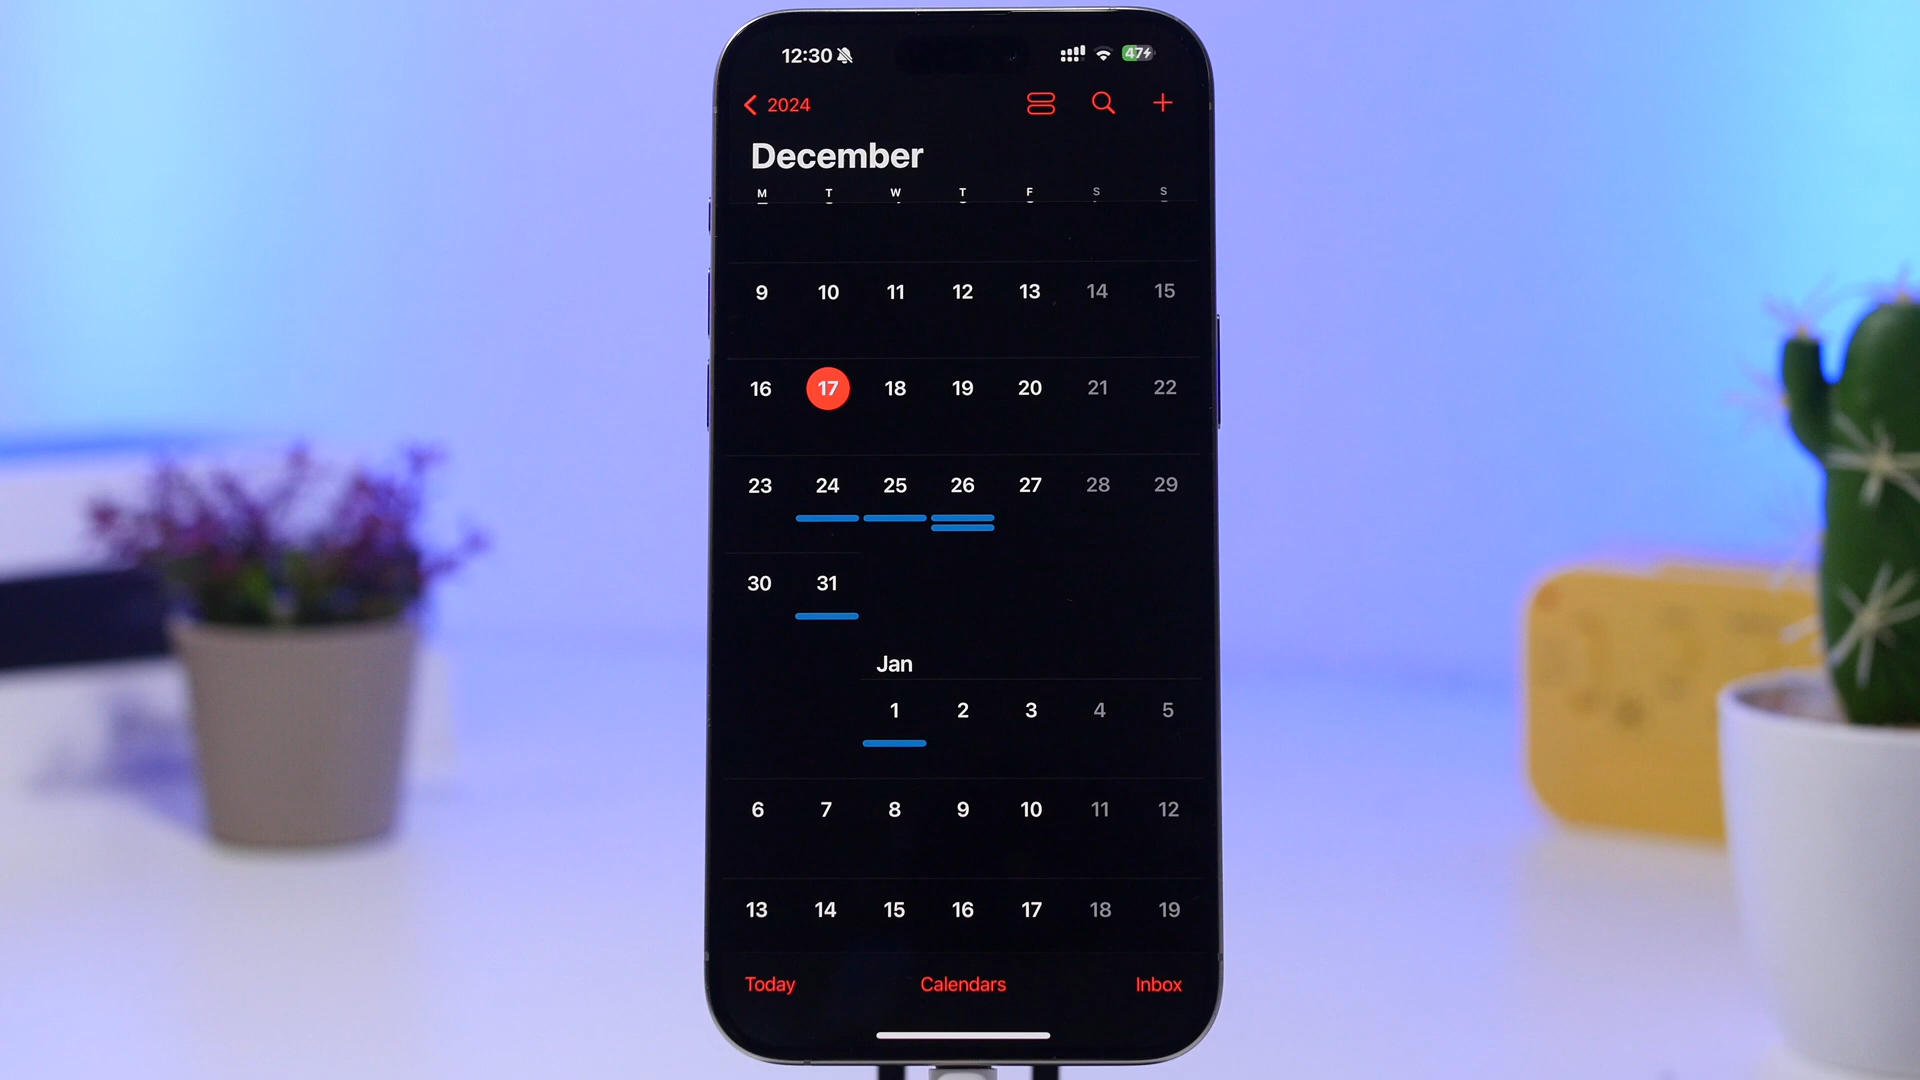 12:30 47
2024
December
M T W T F S S
9 10 11 12 13 14 15
16 17 18 19 20 21 22
23 24 25 26 27 28 29
30 31
Jan
1 2 3 4 5
6 7 8 9 10 11 12
13 14 15 16 17 18 19
Today Calendars Inbox